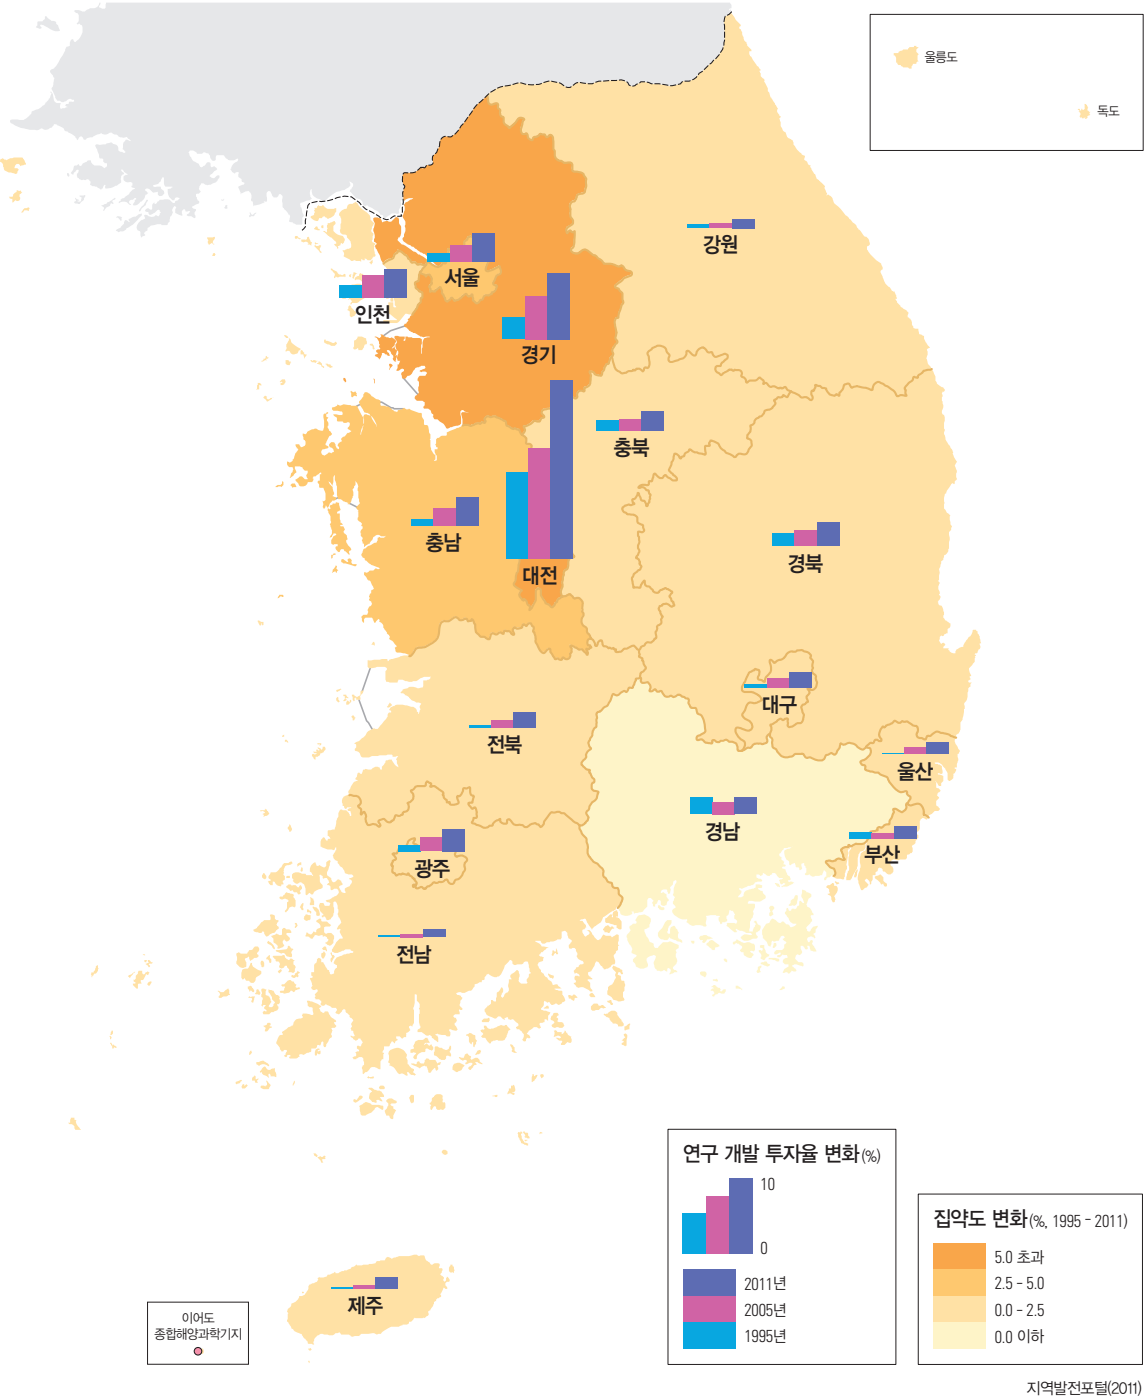 울릉도
독도
강원
서울
인천
경기
충북
충남
대전
경북
대구
전북
울산
경남
부산
광주
전남
제주
이어도
종합해양과학기지
연구 개발 투자율 변화(%)
10
0
2011년
2005년
1995년
집약도 변화(%, 1995 - 2011)
5.0 초과
2.5 - 5.0
0.0 - 2.5
0.0 이하
지역발전포털(2011)